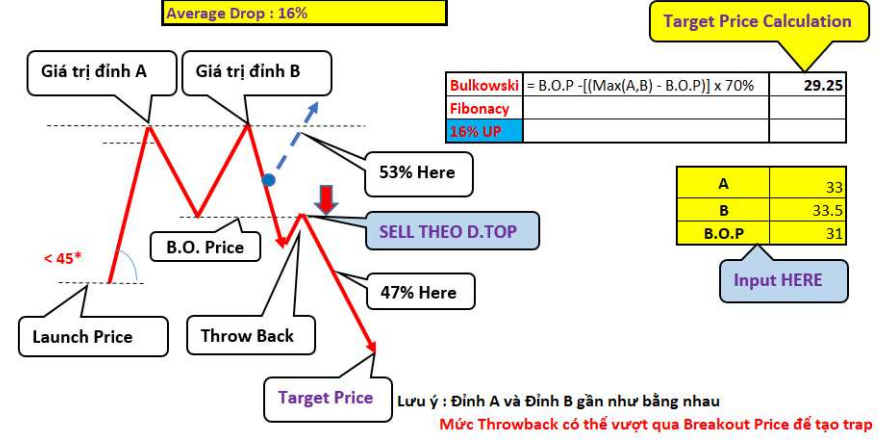 Average Drop : 16%
Target Price Calculation
Giá trị đỉnh A
Giá trị đỉnh B
Bulkowski = B.O.P -[(Max(A,B) - B.O.P)] x 70% 29.25
Fibonacy
16% UP
53% Here
A 33
B 33.5
B.O.P 31
SELL THEO D.TOP
B.O. Price
< 45*
Input HERE
47% Here
Launch Price
Throw Back
Target Price
Lưu ý : Đỉnh A và Đỉnh B gần như bằng nhau
Mức Throwback có thể vượt qua Breakout Price để tạo trap